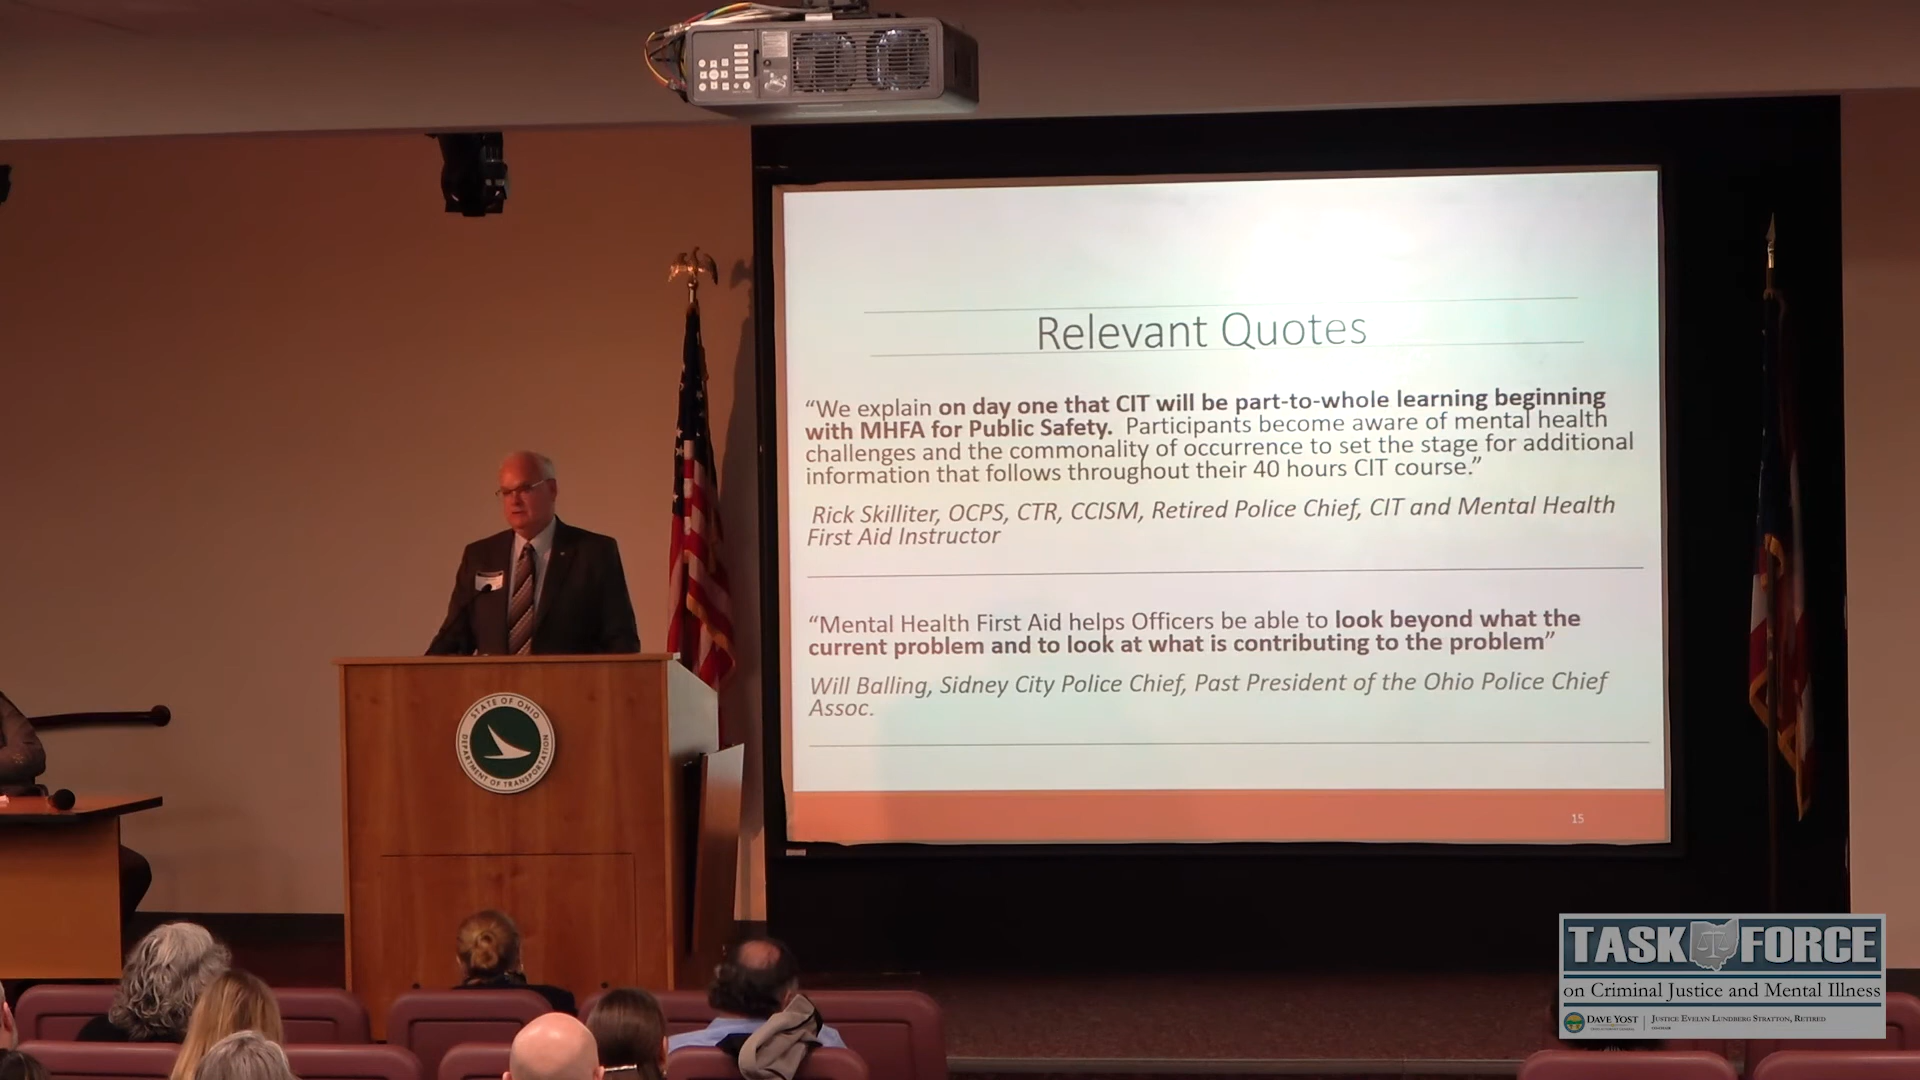 Relevant Quotes
“We explain on day one that CIT will be part-to-whole learning beginning
with MHFA for Public Safety. Participants become aware of mental health
challenges and the commonality of occurrence to set the stage for additional
information that follows throughout their 40 hours CIT course.”
Rick Skilliter, OCPS, CTR, CCISM, Retired Police Chief, CIT and Mental Health
First Aid Instructor
“Mental Health First Aid helps Officers be able to look beyond what the
current problem and to look at what is contributing to the problem”
Will Balling, Sidney City Police Chief, Past President of the Ohio Police Chief
Assoc.
15
STATE OF OHIO
DEPARTMENT OF TRANSPORTATION
TASK FORCE
on Criminal Justice and Mental Illness
DAVE YOST
JUSTICE EVELYN LUNDBERG STRATTON, RETIRED